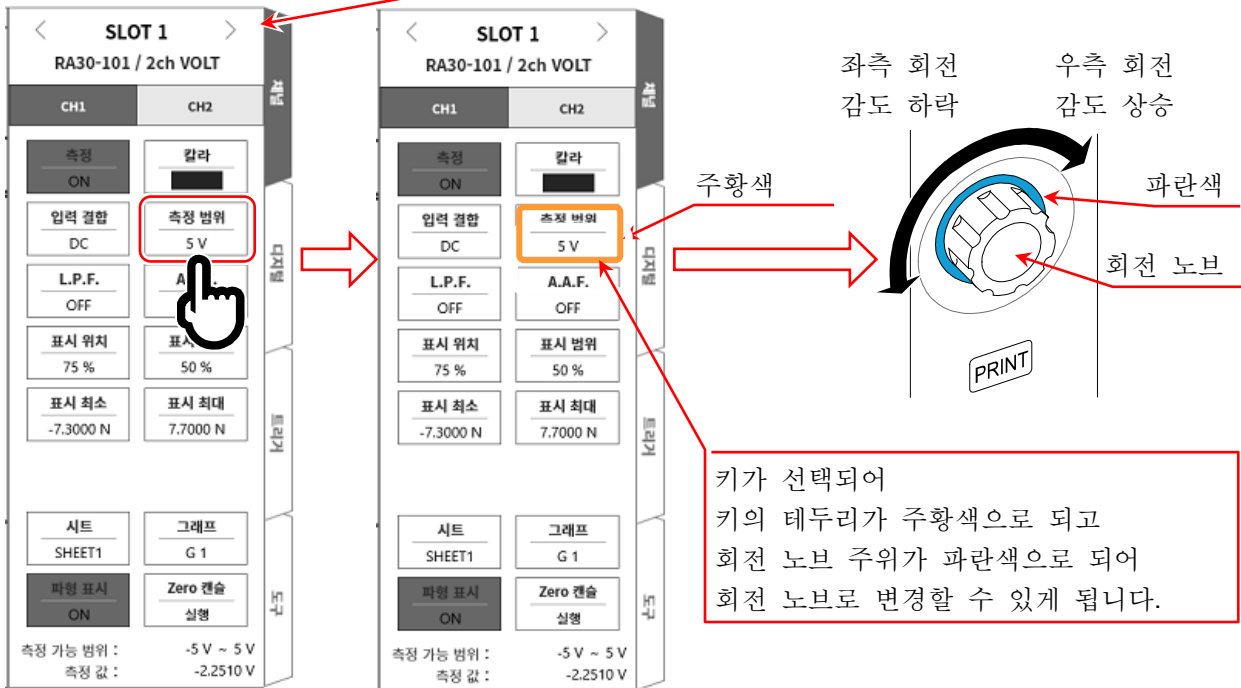 SLOT 1
RA30-101 / 2ch VOLT
CH1 CH2
측정 칼라
ON
입력 결합 측정 범위
DC 5 V
L.P.F.
OFF
표시 위치
75 % 50 %
표시 최소 표시 최대
-7.3000 N 7.7000 N
시트 그래프
SHEET1 G 1
파형 표시 Zero 캔슬
ON 실행
측정 가능 범위 : -5 V ~ 5 V
측정 값 : -2.2510 V
채널
디지털
트리거
도구
SLOT 1
RA30-101 / 2ch VOLT
CH1 CH2
측정 칼라
ON
입력 결합 측정 범위
DC 5 V
L.P.F. A.A.F.
OFF OFF
표시 위치 표시 범위
75 % 50 %
표시 최소 표시 최대
-7.3000 N 7.7000 N
시트 그래프
SHEET1 G 1
파형 표시 Zero 캔슬
ON 실행
측정 가능 범위 : -5 V ~ 5 V
측정 값 : -2.2510 V
채널
디지털
트리거
도구
주황색
좌측 회전 우측 회전
감도 하락 감도 상승
파란색
회전 노브
PRINT
키가 선택되어
키의 테두리가 주황색으로 되고
회전 노브 주위가 파란색으로 되어
회전 노브로 변경할 수 있게 됩니다.